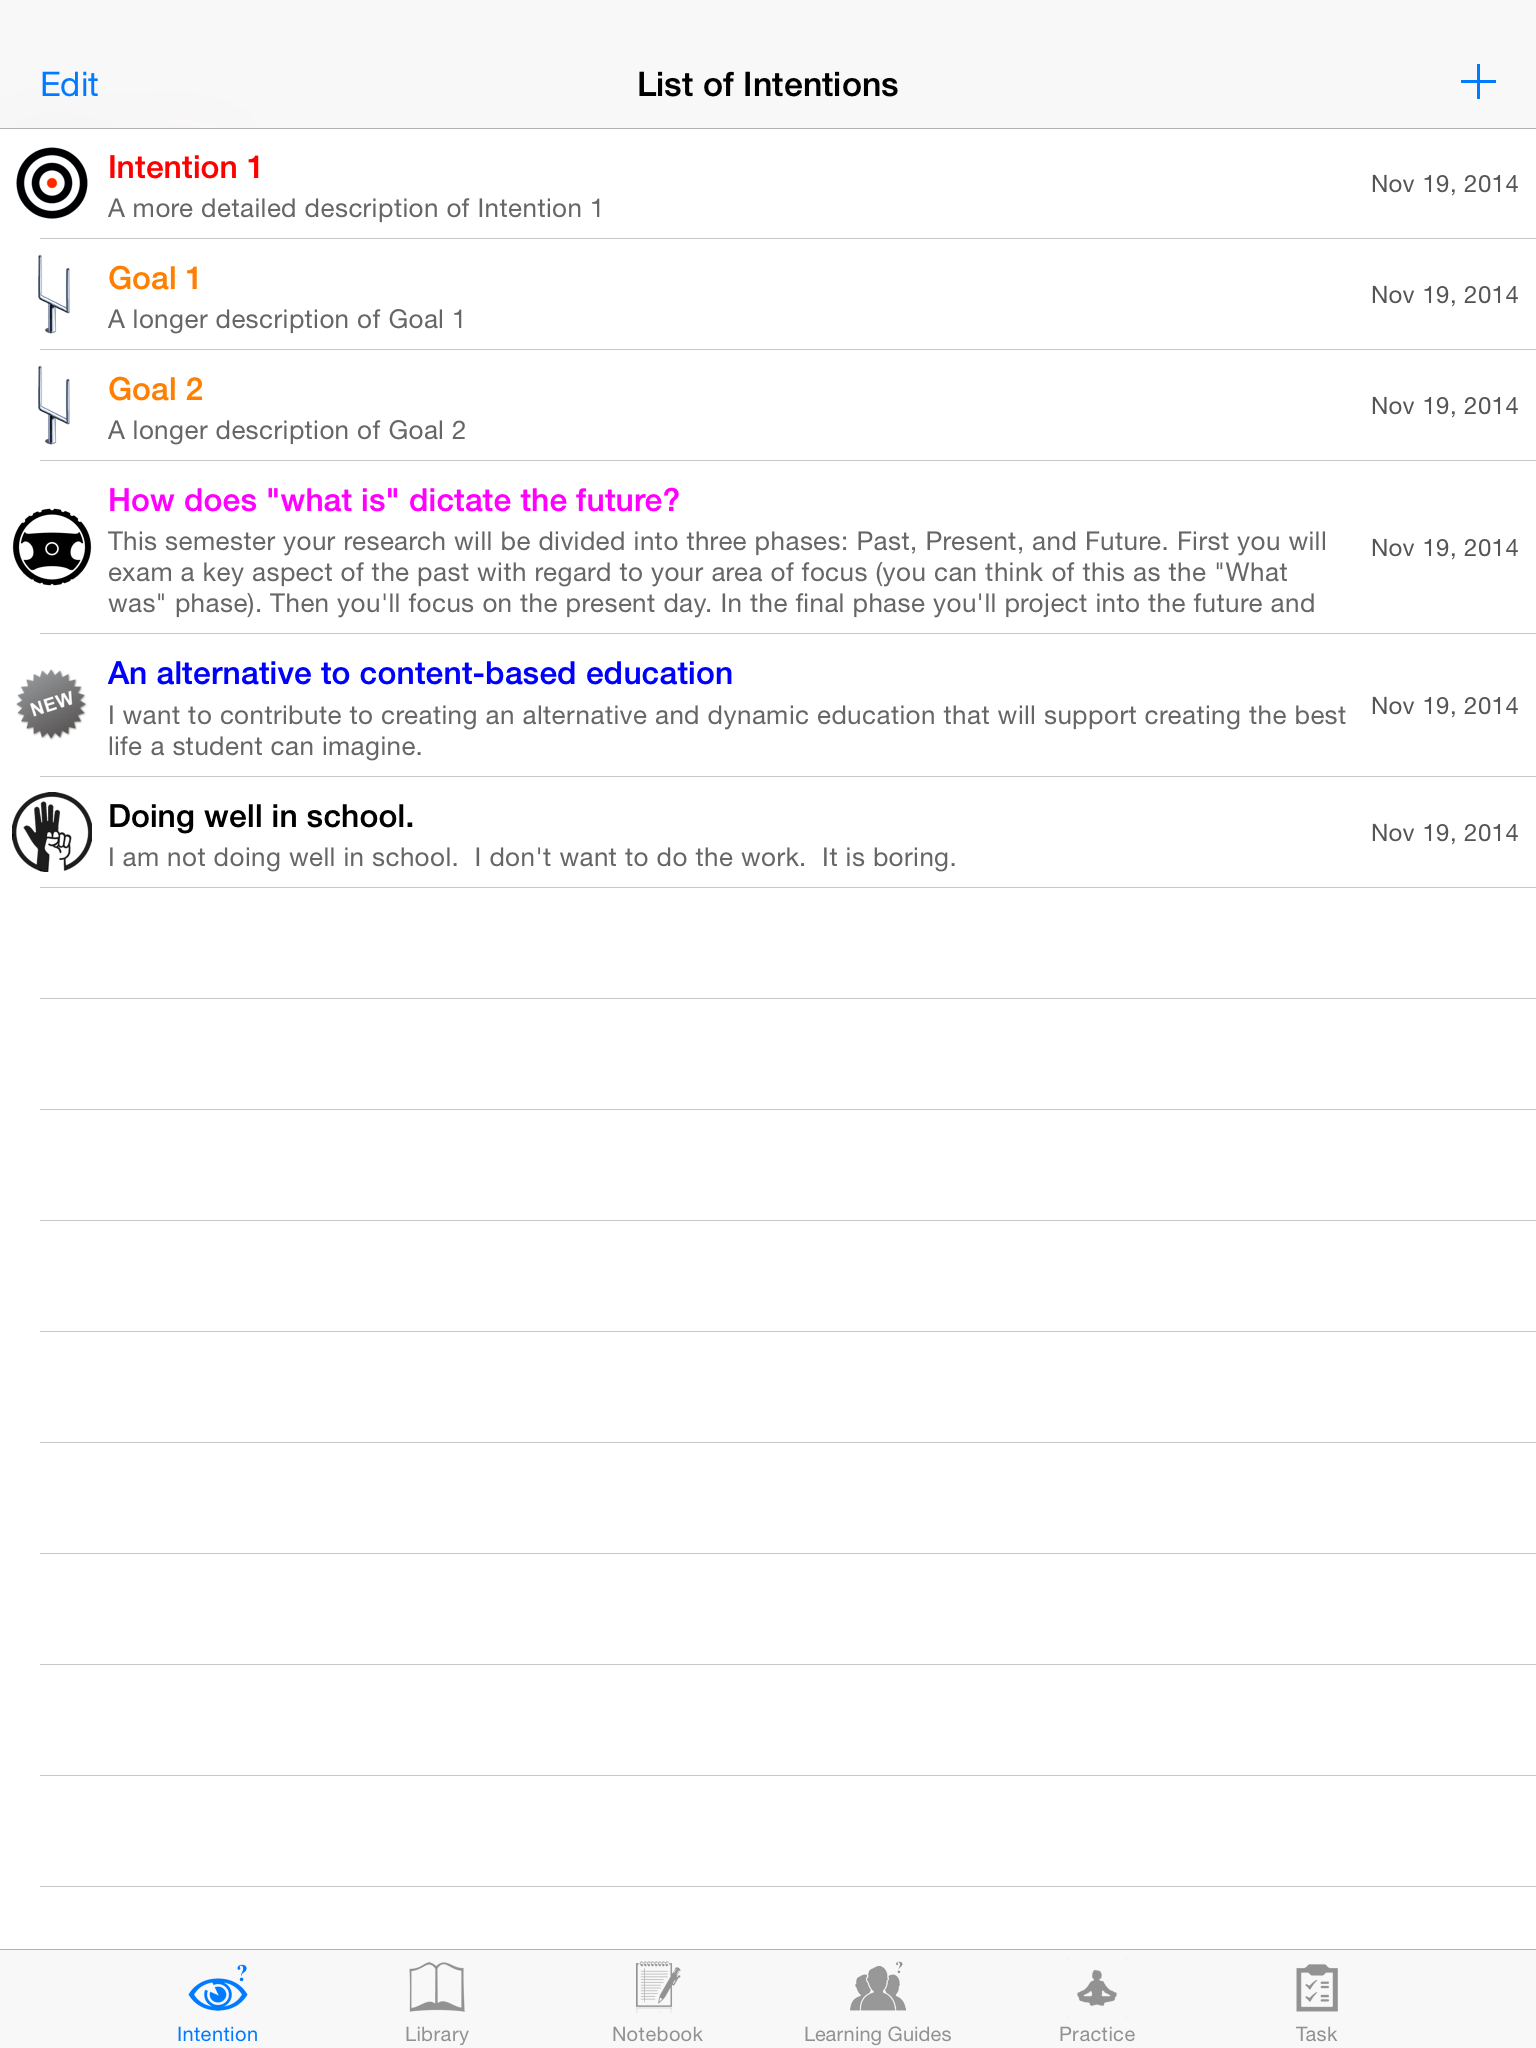 Edit
List of Intentions
Intention 1
A more detailed description of Intention 1
Nov 19, 2014
Goal 1
A longer description of Goal 1
Nov 19, 2014
Goal 2
A longer description of Goal 2
Nov 19, 2014
How does "what is" dictate the future?
This semester your research will be divided into three phases: Past, Present, and Future. First you will
exam a key aspect of the past with regard to your area of focus (you can think of this as the "What
was" phase). Then you'll focus on the present day. In the final phase you'll project into the future and
Nov 19, 2014
NEW
An alternative to content-based education
I want to contribute to creating an alternative and dynamic education that will support creating the best
life a student can imagine.
Nov 19, 2014
Doing well in school.
I am not doing well in school.  I don't want to do the work.  It is boring.
Nov 19, 2014
?
?
Intention
Library
Notebook
Learning Guides
Practice
Task